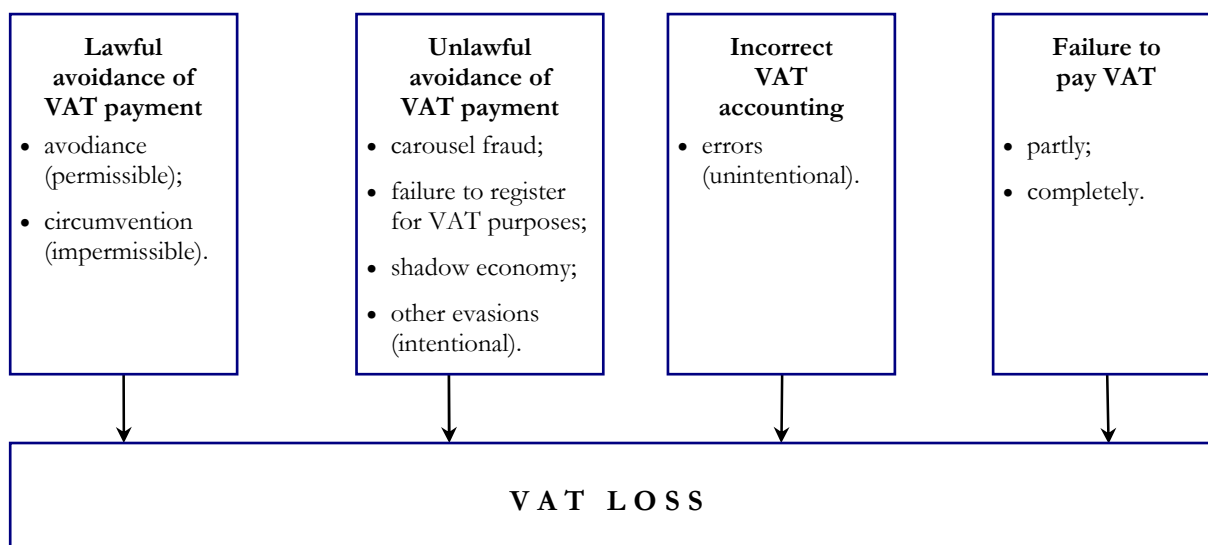 Lawful
avoidance of
VAT payment
• avodiance
(permissible);
• circumvention
(impermissible).
Unlawful
avoidance of
VAT payment
• carousel fraud;
• failure to register
for VAT purposes;
• shadow economy;
• other evasions
(intentional).
Incorrect
VAT
accounting
• errors
(unintentional).
Failure to
pay VAT
• partly;
• completely.
VAT LOSS